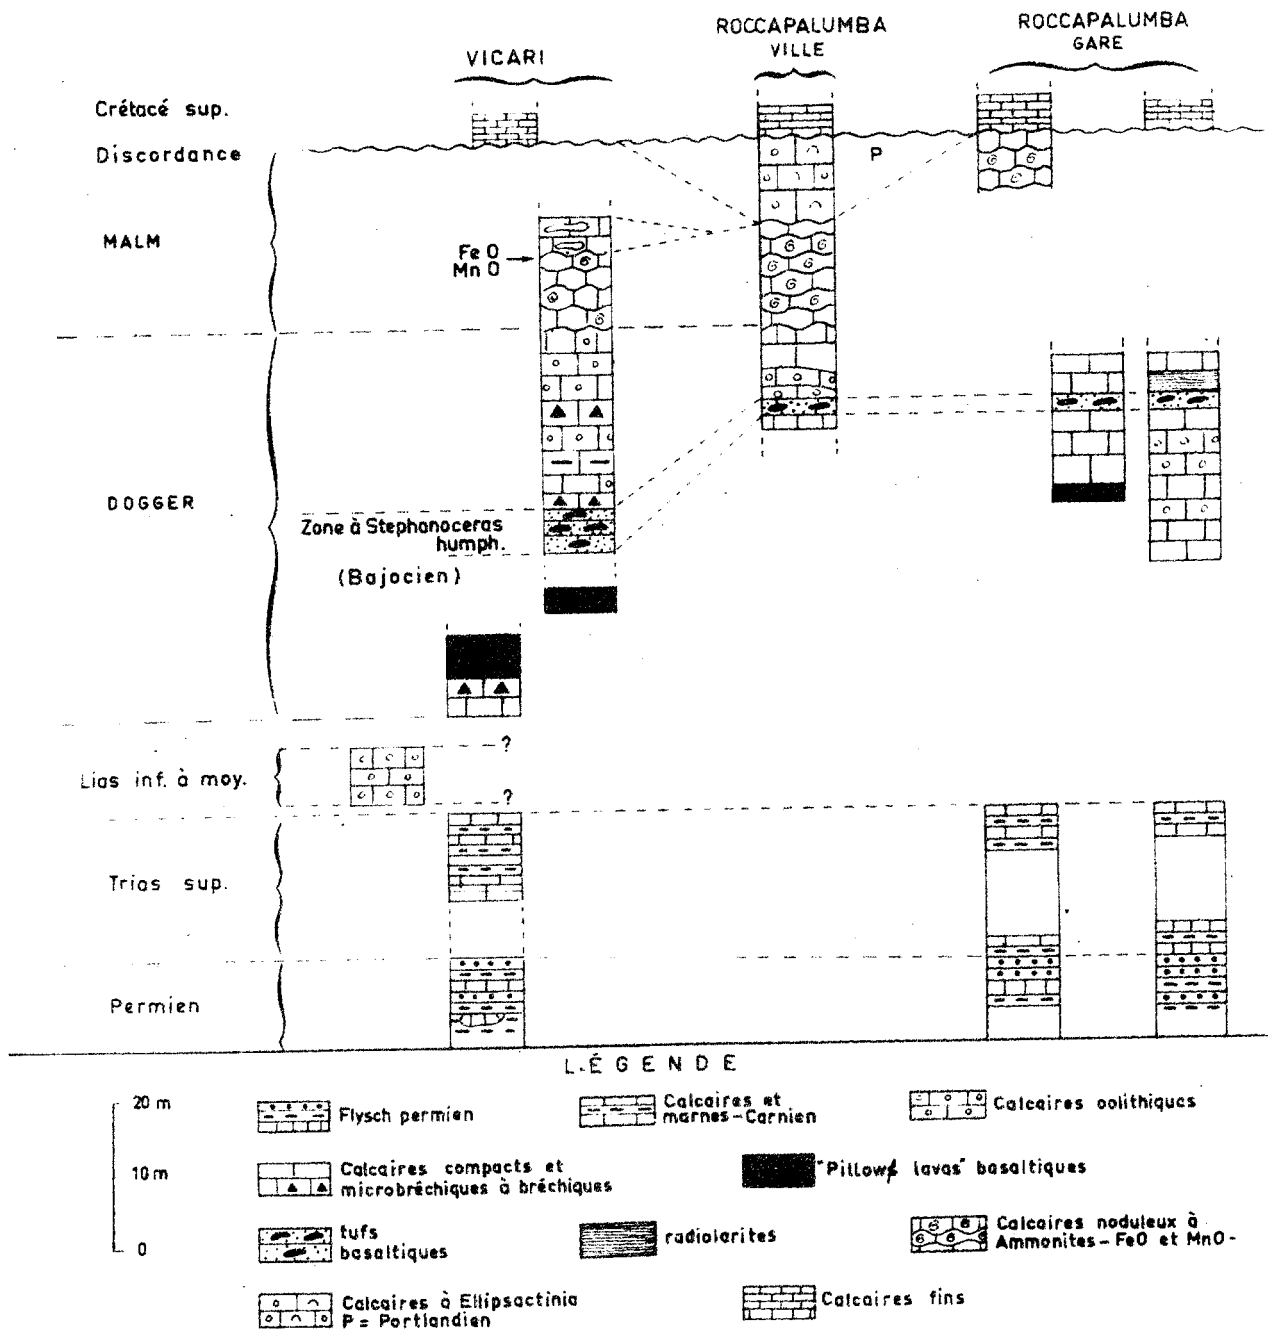 VICARI
ROCCAPALUMBA
VILLE
ROCCAPALUMBA
GARE
Crétacé sup.
Discordance
P
MALM
Fe O
Mn O
DOGGER
Zone à Stephanoceras
humph.
(Bajocien)
?
Lias inf. à moy.
?
Trias sup.
Permien
LÉGENDE
20 m
10 m
0
Flysch permien
Calcaires et
marnes-Carnien
Calcaires oolithiques
Calcaires compacts et
microbréchiques à bréchiques
"Pillows lavas" basaltiques
tufs
basaltiques
radiolarites
Calcaires noduleux à
Ammonites - FeO et MnO -
Calcaires à Ellipsactinia
P = Portlandien
Calcaires fins